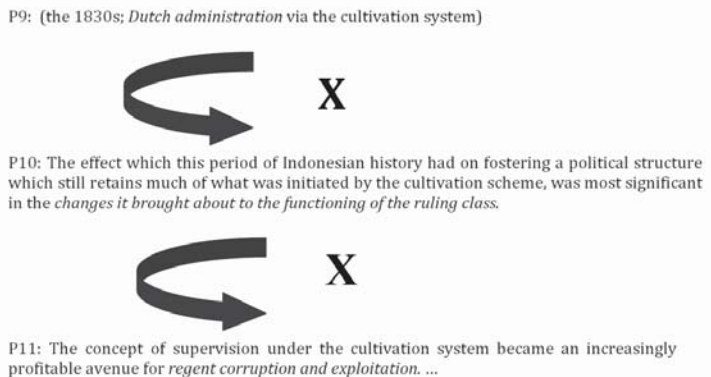 P9: (the 1830s; Dutch administration via the cultivation system)
X
P10: The effect which this period of Indonesian history had on fostering a political structure
which still retains much of what was initiated by the cultivation scheme, was most significant
in the changes it brought about to the functioning of the ruling class.
X
P11: The concept of supervision under the cultivation system became an increasingly
profitable avenue for regent corruption and exploitation. ...